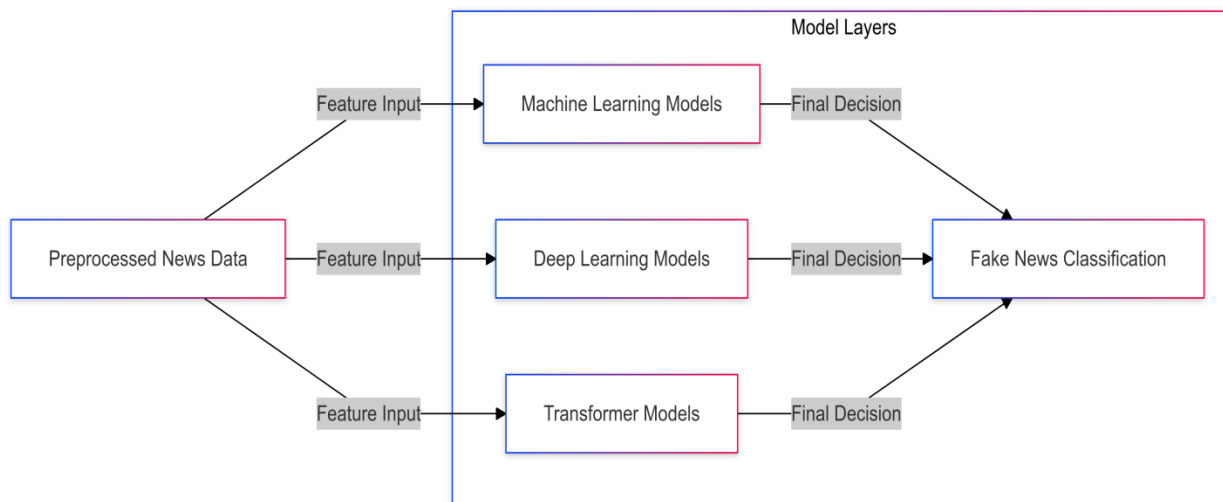 Model Layers
Feature Input
Machine Learning Models
Final Decision
Preprocessed News Data
Feature Input
Deep Learning Models
Final Decision
Fake News Classification
Feature Input
Transformer Models
Final Decision